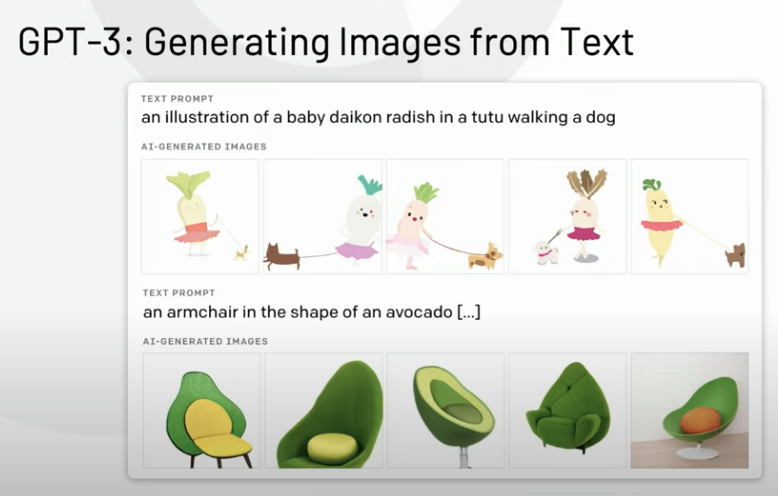 GPT-3: Generating Images from Text
TEXT PROMPT
an illustration of a baby daikon radish in a tutu walking a dog
AI-GENERATED IMAGES
TEXT PROMPT
an armchair in the shape of an avocado [...]
AI-GENERATED IMAGES